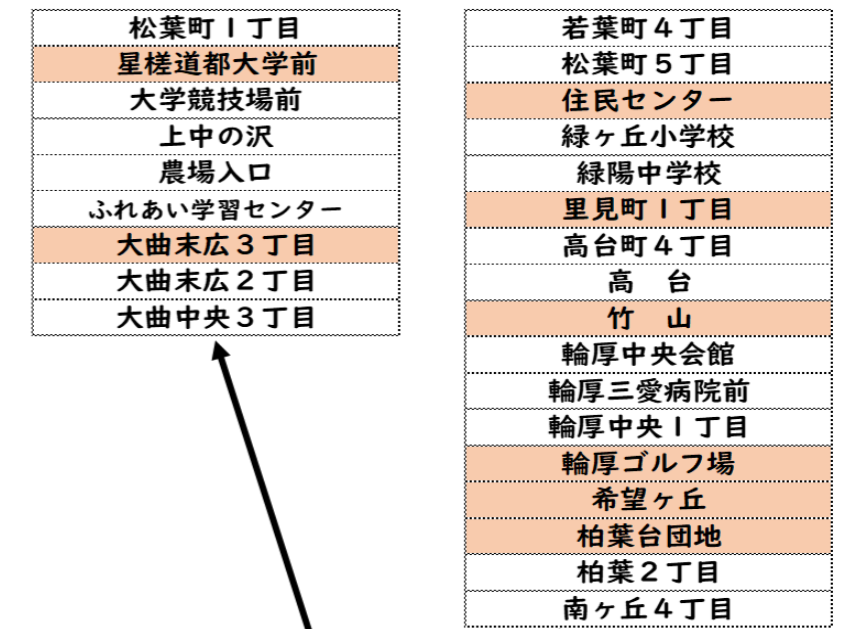 松葉町1丁目
星槎道都大学前
大学競技場前
上中の沢
農場入口
ふれあい学習センター
大曲末広3丁目
大曲末広2丁目
大曲中央3丁目
若葉町4丁目
松葉町5丁目
住民センター
緑ヶ丘小学校
緑陽中学校
里見町1丁目
高台町4丁目
高　台
竹　山
輪厚中央会館
輪厚三愛病院前
輪厚中央1丁目
輪厚ゴルフ場
希望ヶ丘
柏葉台団地
柏葉2丁目
南ヶ丘4丁目